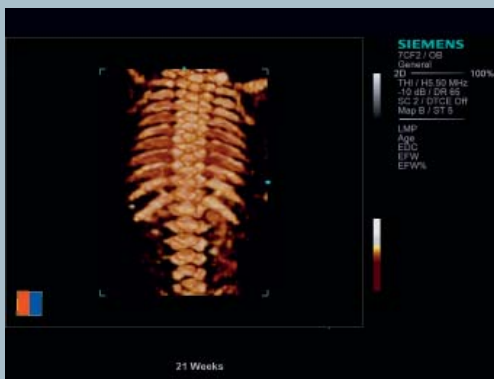 SIEMENS
7CF2 / OB
General
2D 100%
THI / H5.50 MHz
-10 dB / DR 65
SC 2 / DTCE Off
Map B / ST 5
LMP
Age
EDC
EFW
EFW%
21 Weeks